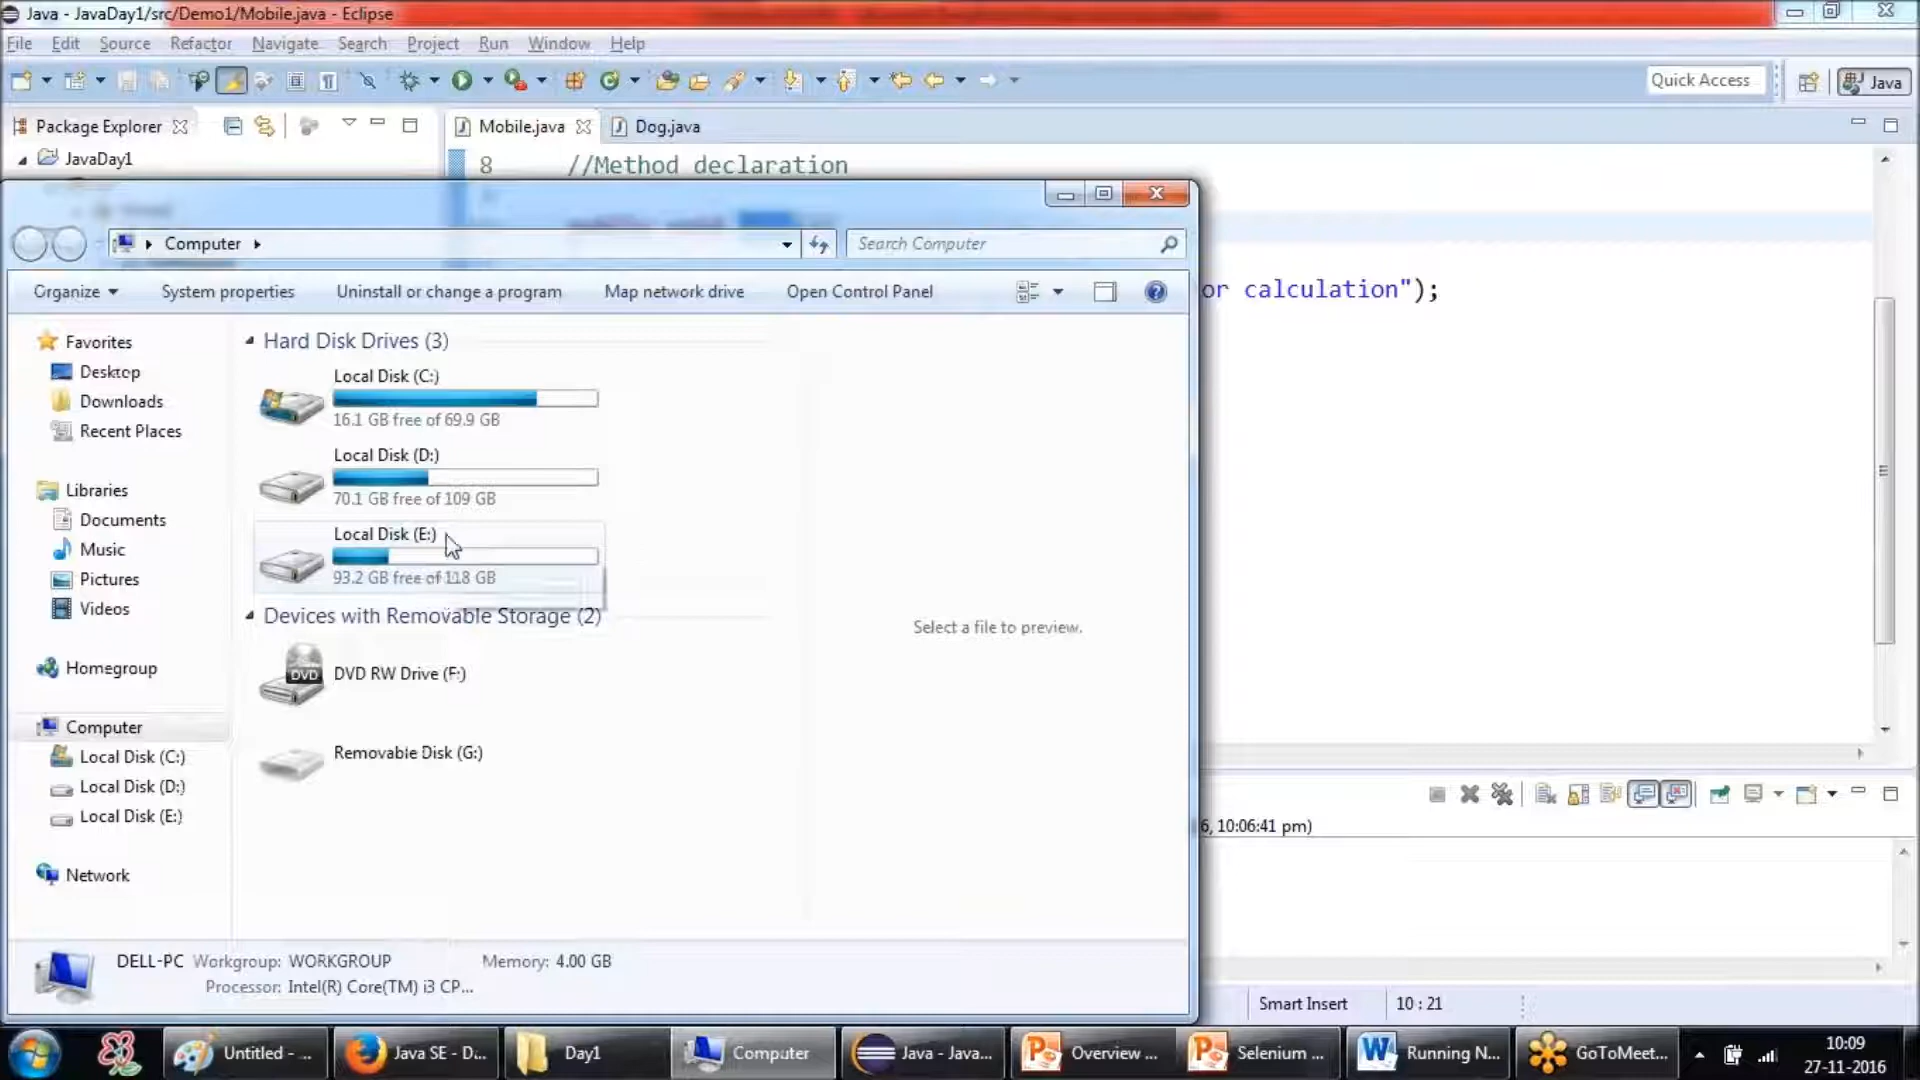 Java - JavaDay1/src/Demo1/Mobile.java - Eclipse
File Edit Source Refactor Navigate Search Project Run Window Help
Quick Access
Java
Package Explorer
Mobile.java
Dog.java
JavaDay1
8 //Method declaration
Computer
Search Computer
Organize
System properties
Uninstall or change a program
Map network drive
Open Control Panel
or calculation");
Favorites
Desktop
Downloads
Recent Places
Libraries
Documents
Music
Pictures
Videos
Homegroup
Computer
Local Disk (C:)
Local Disk (D:)
Local Disk (E:)
Network
Hard Disk Drives (3)
Local Disk (C:)
16.1 GB free of 69.9 GB
Local Disk (D:)
70.1 GB free of 109 GB
Local Disk (E:)
93.2 GB free of 118 GB
Devices with Removable Storage (2)
DVD
DVD RW Drive (F:)
Removable Disk (G:)
Select a file to preview.
6, 10:06:41 pm)
DELL-PC Workgroup: WORKGROUP Memory: 4.00 GB
Processor: Intel(R) Core(TM) i3 CP...
Smart Insert
10 : 21
Untitled - ...
Java SE - D...
Day1
Computer
Java - Java...
Overview ...
Selenium ...
Running N...
GoToMeet...
10:09
27-11-2016